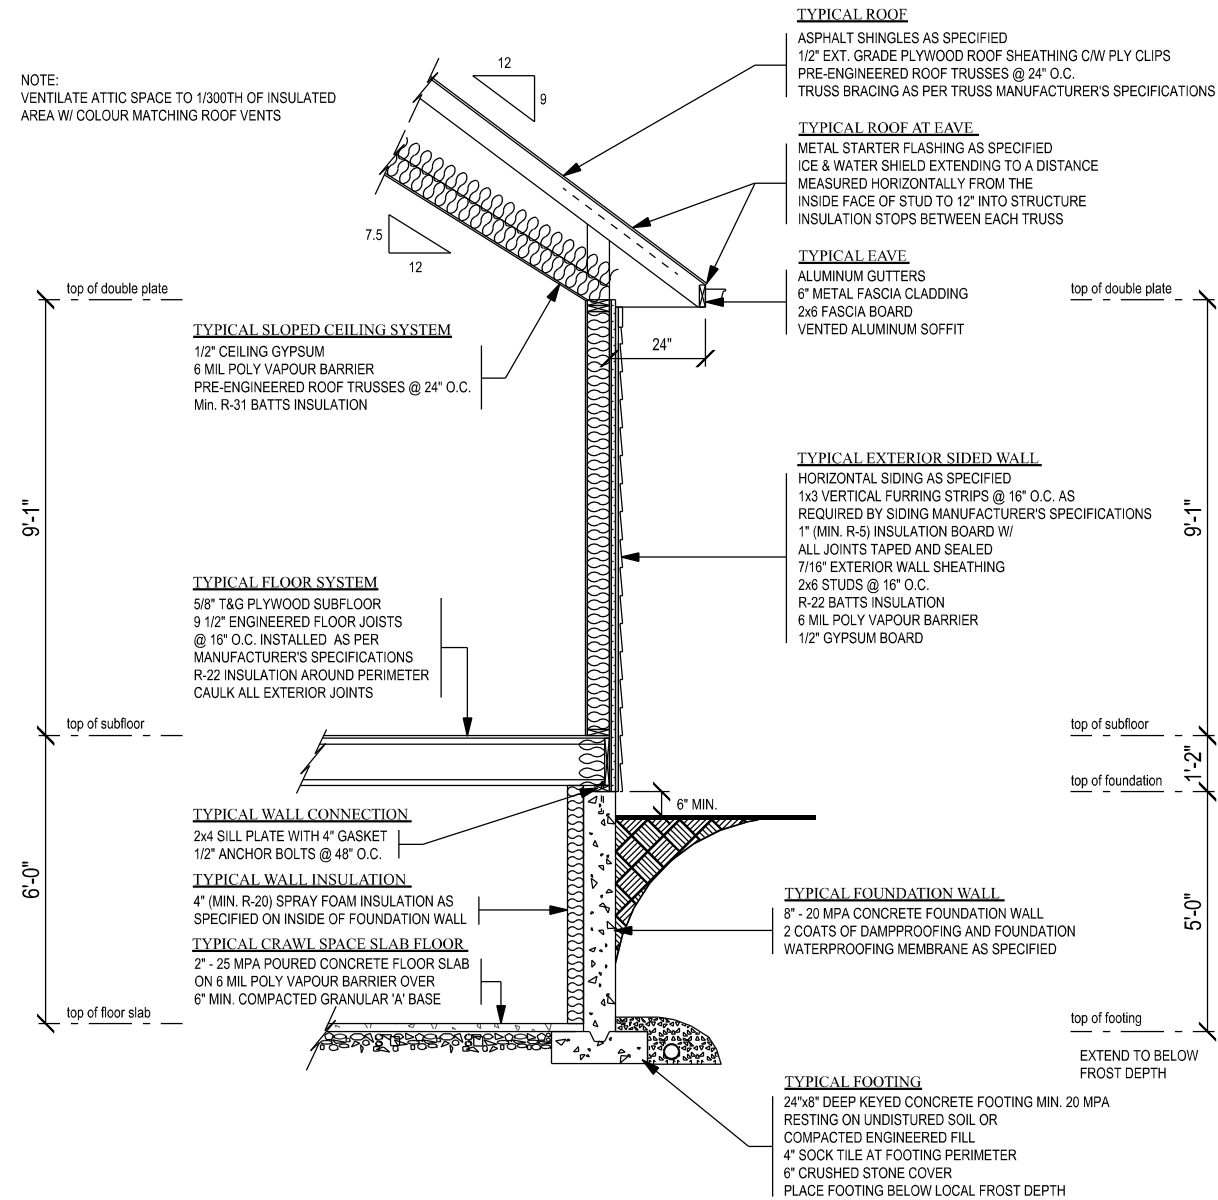 TYPICAL ROOF
ASPHALT SHINGLES AS SPECIFIED
1/2" EXT. GRADE PLYWOOD ROOF SHEATHING C/W PLY CLIPS
PRE-ENGINEERED ROOF TRUSSES @ 24" O.C.
TRUSS BRACING AS PER TRUSS MANUFACTURER'S SPECIFICATIONS
12
9
NOTE:
VENTILATE ATTIC SPACE TO 1/300TH OF INSULATED
AREA W/ COLOUR MATCHING ROOF VENTS
TYPICAL ROOF AT EAVE
METAL STARTER FLASHING AS SPECIFIED
ICE & WATER SHIELD EXTENDING TO A DISTANCE
MEASURED HORIZONTALLY FROM THE
INSIDE FACE OF STUD TO 12" INTO STRUCTURE
INSULATION STOPS BETWEEN EACH TRUSS
7.5
12
TYPICAL EAVE
ALUMINUM GUTTERS
6" METAL FASCIA CLADDING
2x6 FASCIA BOARD
VENTED ALUMINUM SOFFIT
top of double plate
top of double plate
24"
TYPICAL SLOPED CEILING SYSTEM
1/2" CEILING GYPSUM
6 MIL POLY VAPOUR BARRIER
PRE-ENGINEERED ROOF TRUSSES @ 24" O.C.
Min. R-31 BATTS INSULATION
TYPICAL EXTERIOR SIDED WALL
HORIZONTAL SIDING AS SPECIFIED
1x3 VERTICAL FURRING STRIPS @ 16" O.C. AS
REQUIRED BY SIDING MANUFACTURER'S SPECIFICATIONS
1" (MIN. R-5) INSULATION BOARD W/
ALL JOINTS TAPED AND SEALED
7/16" EXTERIOR WALL SHEATHING
2x6 STUDS @ 16" O.C.
R-22 BATTS INSULATION
6 MIL POLY VAPOUR BARRIER
1/2" GYPSUM BOARD
9'-1"
9'-1"
TYPICAL FLOOR SYSTEM
5/8" T&G PLYWOOD SUBFLOOR
9 1/2" ENGINEERED FLOOR JOISTS
@ 16" O.C. INSTALLED AS PER
MANUFACTURER'S SPECIFICATIONS
R-22 INSULATION AROUND PERIMETER
CAULK ALL EXTERIOR JOINTS
top of subfloor
top of subfloor
1'-2"
top of foundation
6" MIN.
TYPICAL WALL CONNECTION
2x4 SILL PLATE WITH 4" GASKET
1/2" ANCHOR BOLTS @ 48" O.C.
TYPICAL WALL INSULATION
4" (MIN. R-20) SPRAY FOAM INSULATION AS
SPECIFIED ON INSIDE OF FOUNDATION WALL
6'-0"
TYPICAL FOUNDATION WALL
8" - 20 MPA CONCRETE FOUNDATION WALL
2 COATS OF DAMPPROOFING AND FOUNDATION
WATERPROOFING MEMBRANE AS SPECIFIED
5'-0"
TYPICAL CRAWL SPACE SLAB FLOOR
2" - 25 MPA POURED CONCRETE FLOOR SLAB
ON 6 MIL POLY VAPOUR BARRIER OVER
6" MIN. COMPACTED GRANULAR 'A' BASE
top of floor slab
top of footing
EXTEND TO BELOW
FROST DEPTH
TYPICAL FOOTING
24"x8" DEEP KEYED CONCRETE FOOTING MIN. 20 MPA
RESTING ON UNDISTURED SOIL OR
COMPACTED ENGINEERED FILL
4" SOCK TILE AT FOOTING PERIMETER
6" CRUSHED STONE COVER
PLACE FOOTING BELOW LOCAL FROST DEPTH